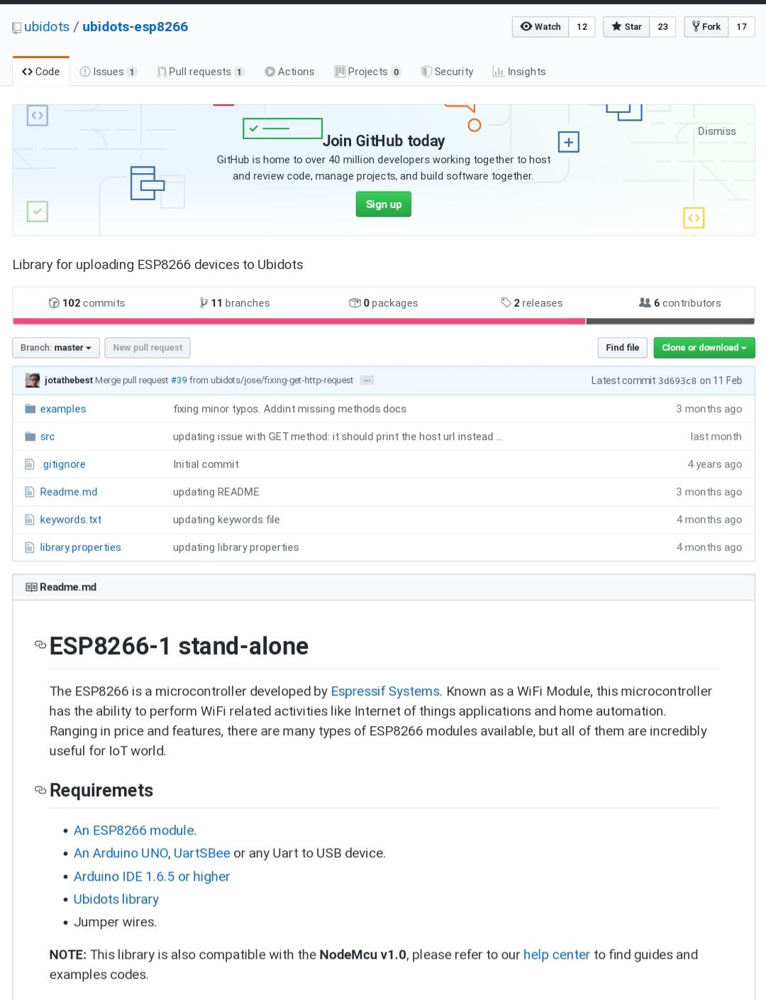 ubidots / ubidots-esp8266
Watch 12 Star 23 Fork 17
Code Issues 1 Pull requests 1 Actions Projects 0 Security Insights
Dismiss
Join GitHub today
GitHub is home to over 40 million developers working together to host
and review code, manage projects, and build software together.
Sign up
Library for uploading ESP8266 devices to Ubidots
102 commits 11 branches 0 packages 2 releases 6 contributors
Branch: master New pull request Find file Clone or download
jotathebest Merge pull request #39 from ubidots/jose/fixing-get-http-request ... Latest commit 3d693c8 on 11 Feb
examples fixing minor typos. Addint missing methods docs 3 months ago
src updating issue with GET method: it should print the host url instead ... last month
.gitignore Initial commit 4 years ago
Readme.md updating README 3 months ago
keywords.txt updating keywords file 4 months ago
library.properties updating library properties 4 months ago
Readme.md
ESP8266-1 stand-alone
The ESP8266 is a microcontroller developed by Espressif Systems. Known as a WiFi Module, this microcontroller
has the ability to perform WiFi related activities like Internet of things applications and home automation.
Ranging in price and features, there are many types of ESP8266 modules available, but all of them are incredibly
useful for IoT world.
Requiremets
• An ESP8266 module.
• An Arduino UNO, UartSBee or any Uart to USB device.
• Arduino IDE 1.6.5 or higher
• Ubidots library
• Jumper wires.
NOTE: This library is also compatible with the NodeMcu v1.0, please refer to our help center to find guides and
examples codes.